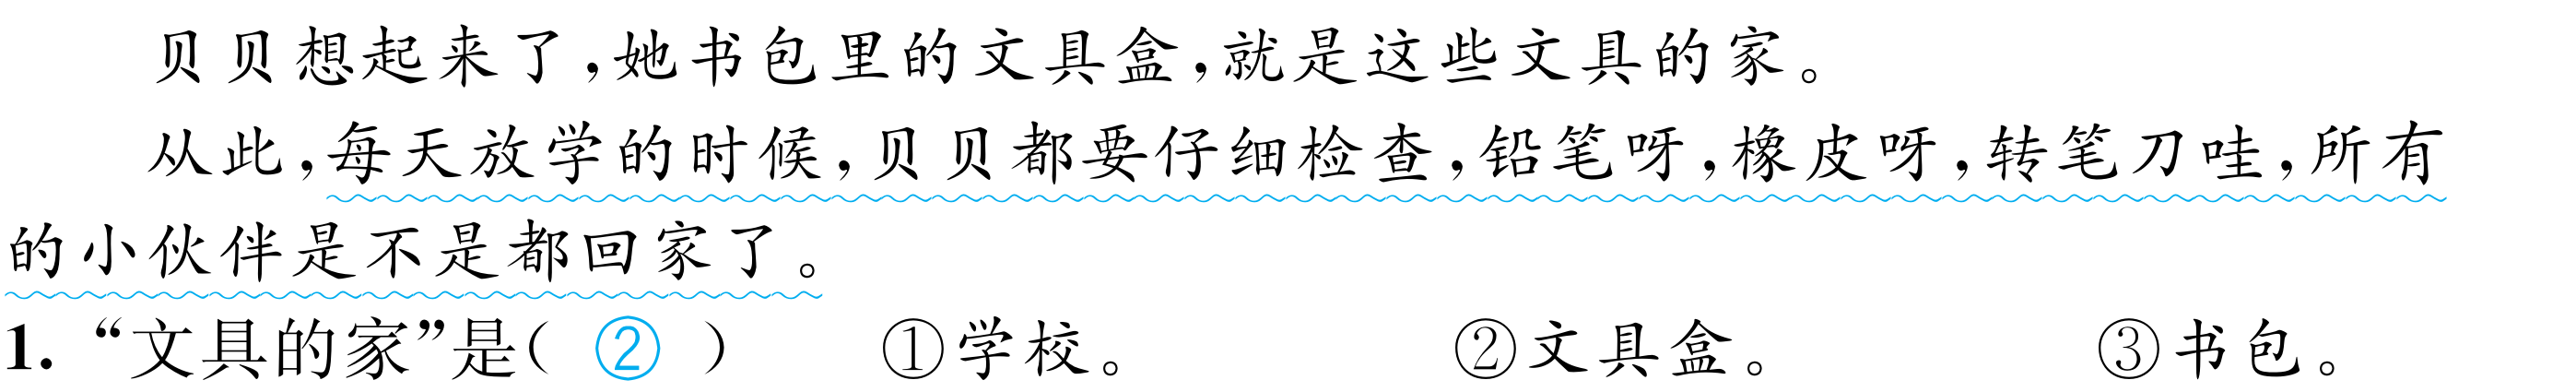 贝贝想起来了,她书包里的文具盒,就是这些文具的家。
从此,每天放学的时候,贝贝都要仔细检查,铅笔呀,橡皮呀,转笔刀哇,所有
的小伙伴是不是都回家了。
1. “文具的家”是( ② ) ①学校。 ②文具盒。 ③书包。